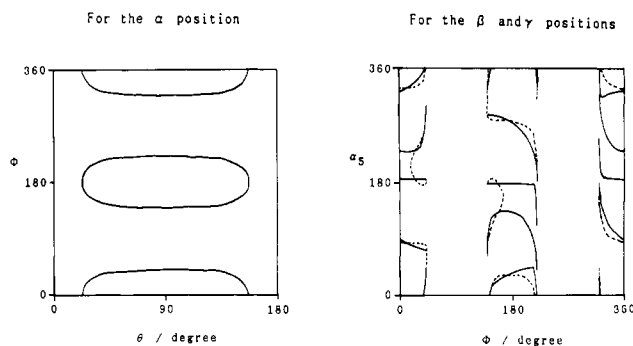 For the α position
For the β and γ positions
360
Φ
180
0
0
90
180
θ / degree
360
α5
180
0
0
180
360
Φ / degree